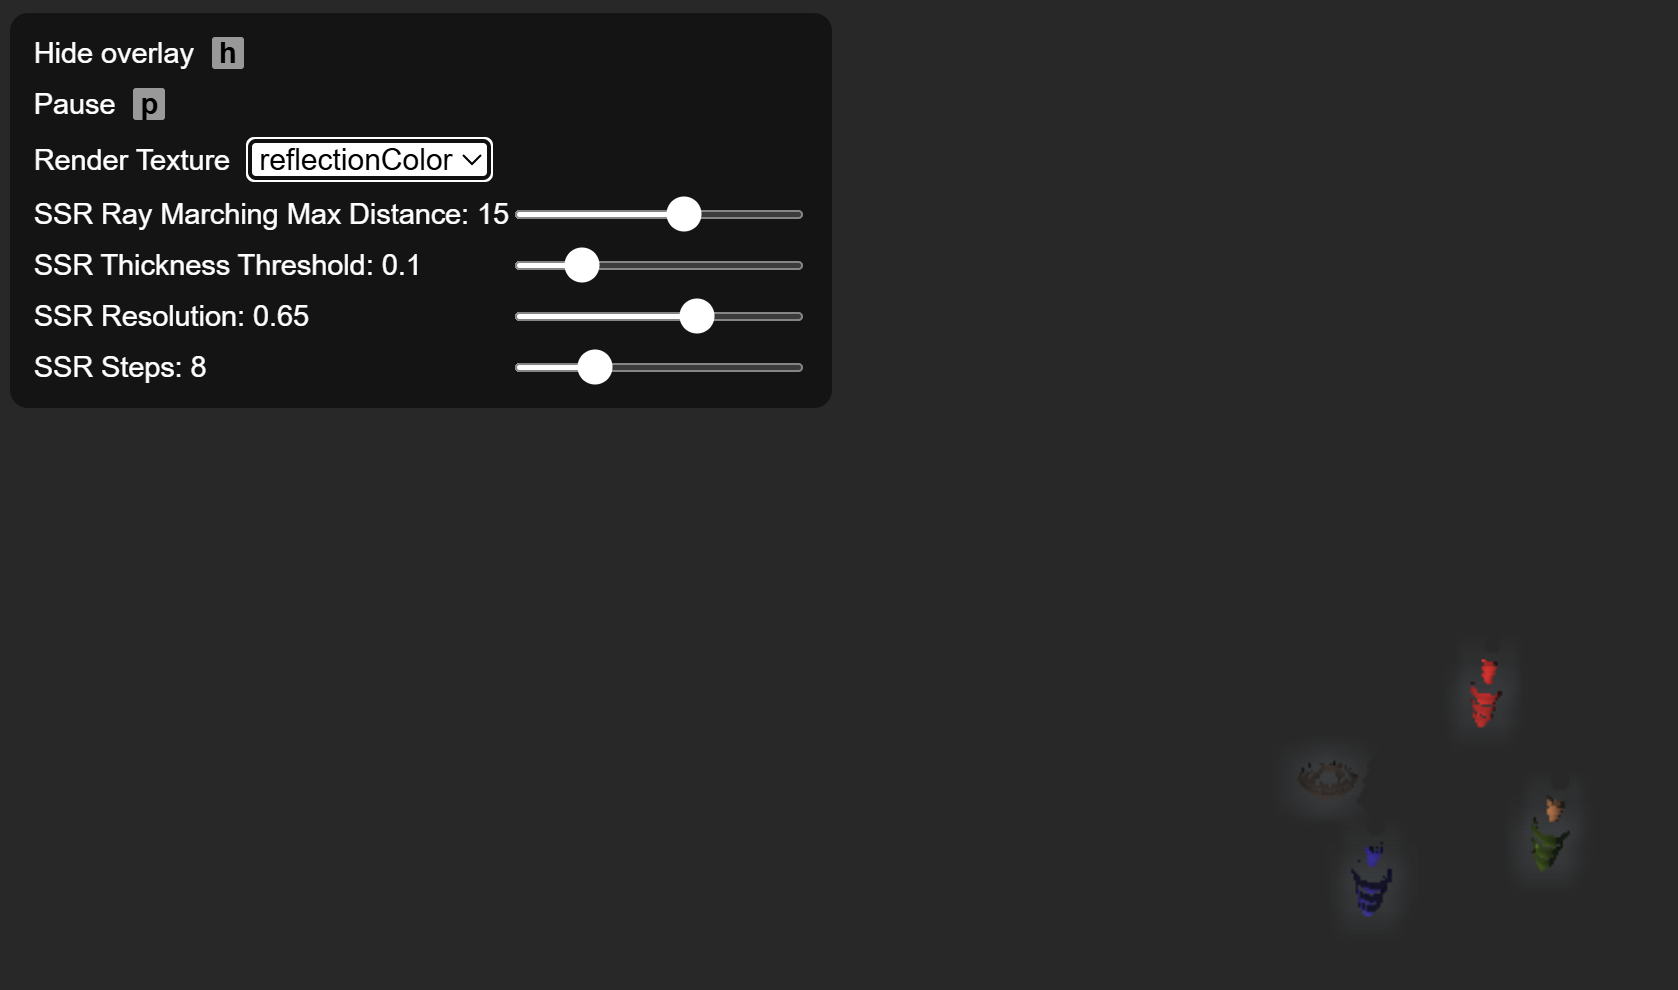 Hide overlay h
Pause p
Render Texture reflectionColor
SSR Ray Marching Max Distance: 15
SSR Thickness Threshold: 0.1
SSR Resolution: 0.65
SSR Steps: 8